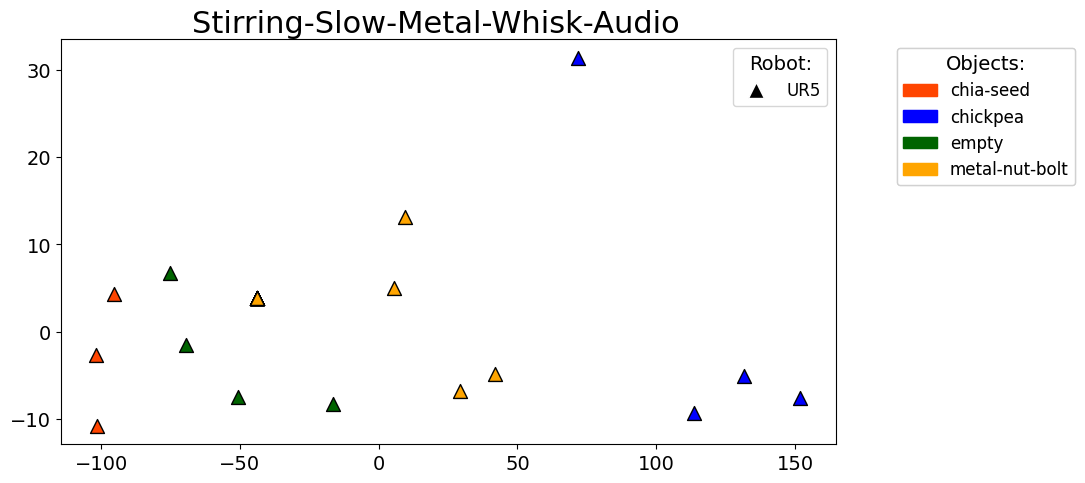 Stirring-Slow-Metal-Whisk-Audio
30
20
10
0
−10
−100
−50
0
50
100
150
Robot:
UR5
Objects:
chia-seed
chickpea
empty
metal-nut-bolt